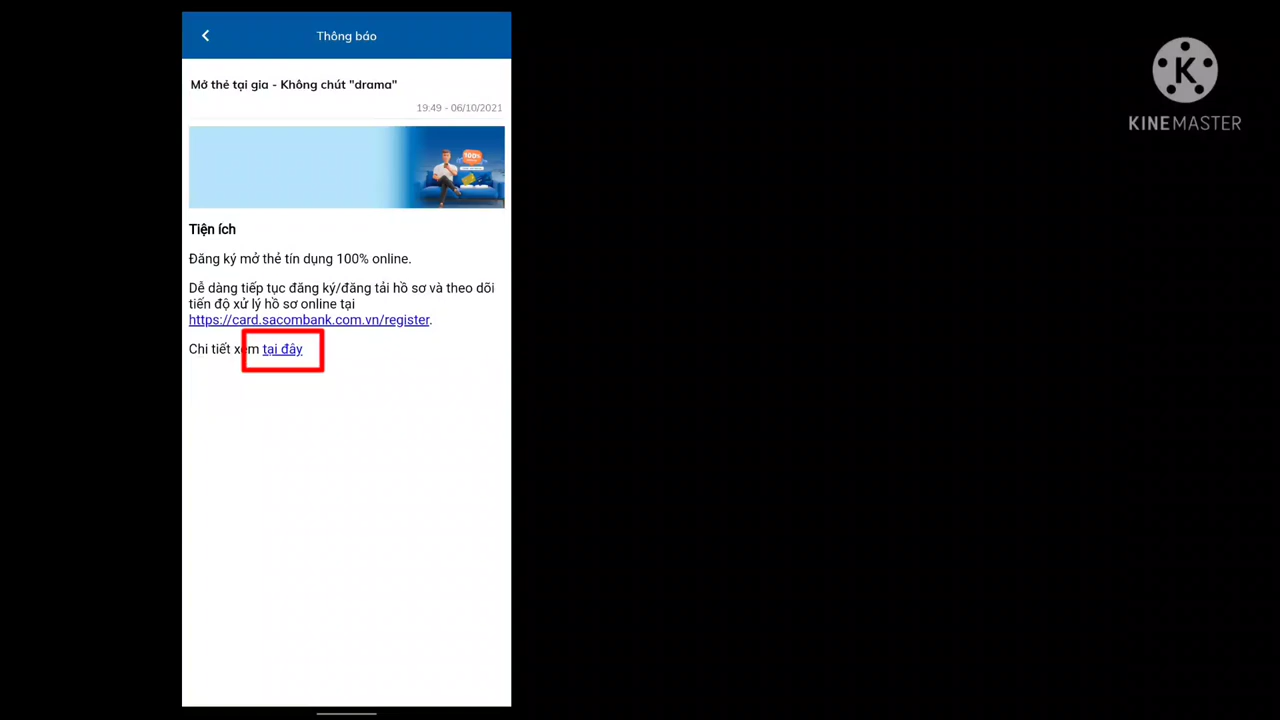 Thông báo
Mở thẻ tại gia - Không chút "drama"
19:49 - 06/10/2021
100%
Tiện ích
Đăng ký mở thẻ tín dụng 100% online.
Dễ dàng tiếp tục đăng ký/đăng tải hồ sơ và theo dõi
tiến độ xử lý hồ sơ online tại
https://card.sacombank.com.vn/register.
Chi tiết xem tại đây
K
KINEMASTER